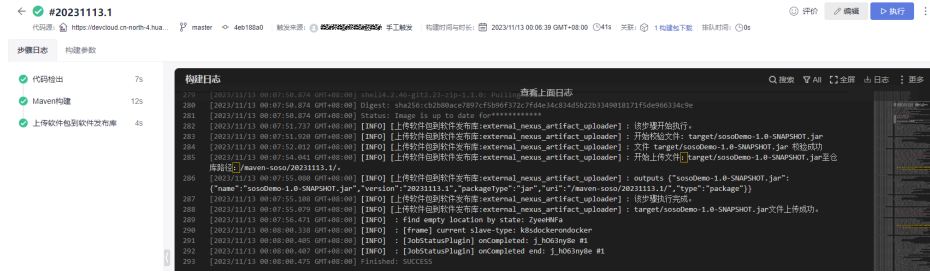 #20231113.1
评价 编辑 执行
代码源: https://devcloud.cn-north-4.hua... master 4eb188a0 触发来源: 手工触发 构建时间与时长: 2023/11/13 00:06:39 GMT+08:00 41s 关联: 1 构建包下载 排队时间: 0s
步骤日志 构建参数
代码检出 7s
Maven构建 12s
上传软件包到软件发布库 4s
构建日志 搜索 All 全屏 日志 更多
查看上面日志
279 [2023/11/13 00:07:50.874 GMT+08:00] shell4.2.46-git2.23-zip-1.1.0: Pulling
280 [2023/11/13 00:07:50.874 GMT+08:00] Digest: sha256:cb2b80ace7897cf5b96f372c7fd4e34c834d5b22b3349018171f5de966334c9e
281 [2023/11/13 00:07:50.874 GMT+08:00] Status: Image is up to date for************
282 [2023/11/13 00:07:51.737 GMT+08:00] [INFO] [上传软件包到软件发布库:external_nexus_artifact_uploader] : 该步骤开始执行。
283 [2023/11/13 00:07:51.920 GMT+08:00] [INFO] [上传软件包到软件发布库:external_nexus_artifact_uploader] : 开始校验文件: target/sosoDemo-1.0-SNAPSHOT.jar
284 [2023/11/13 00:07:52.012 GMT+08:00] [INFO] [上传软件包到软件发布库:external_nexus_artifact_uploader] : 文件 target/sosoDemo-1.0-SNAPSHOT.jar 校验成功
285 [2023/11/13 00:07:54.041 GMT+08:00] [INFO] [上传软件包到软件发布库:external_nexus_artifact_uploader] : 开始上传文件：target/sosoDemo-1.0-SNAPSHOT.jar至仓
库路径：/maven-soso/20231113.1/。
286 [2023/11/13 00:07:55.080 GMT+08:00] [INFO] [上传软件包到软件发布库:external_nexus_artifact_uploader] : outputs {"sosoDemo-1.0-SNAPSHOT.jar":
{"name":"sosoDemo-1.0-SNAPSHOT.jar","version":"20231113.1","packageType":"jar","uri":"/maven-soso/20231113.1/","type":"package"}}
287 [2023/11/13 00:07:55.108 GMT+08:00] [INFO] [上传软件包到软件发布库:external_nexus_artifact_uploader] : 该步骤执行完成。
288 [2023/11/13 00:07:55.079 GMT+08:00] [INFO] [上传软件包到软件发布库:external_nexus_artifact_uploader] : target/sosoDemo-1.0-SNAPSHOT.jar文件上传成功。
289 [2023/11/13 00:07:56.471 GMT+08:00] [INFO] : find empty location by state: ZyeeHNFa
290 [2023/11/13 00:08:00.338 GMT+08:00] [INFO] : [frame] current slave-type: k8sdockerondocker
291 [2023/11/13 00:08:00.405 GMT+08:00] [INFO] : [JobStatusPlugin] onCompleted: j_hO63ny8e #1
292 [2023/11/13 00:08:00.407 GMT+08:00] [INFO] : [JobStatusPlugin] onCompleted end: j_hO63ny8e #1
293 [2023/11/13 00:08:00.475 GMT+08:00] Finished: SUCCESS